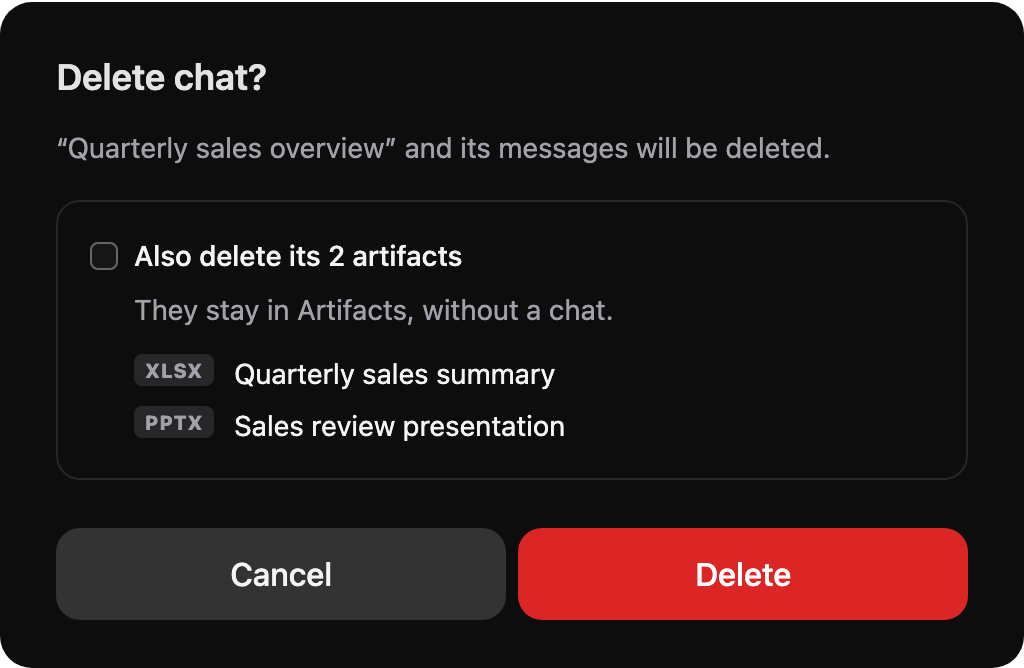 Delete chat?
“Quarterly sales overview” and its messages will be deleted.
Also delete its 2 artifacts
They stay in Artifacts, without a chat.
XLSX Quarterly sales summary
PPTX Sales review presentation
Cancel Delete